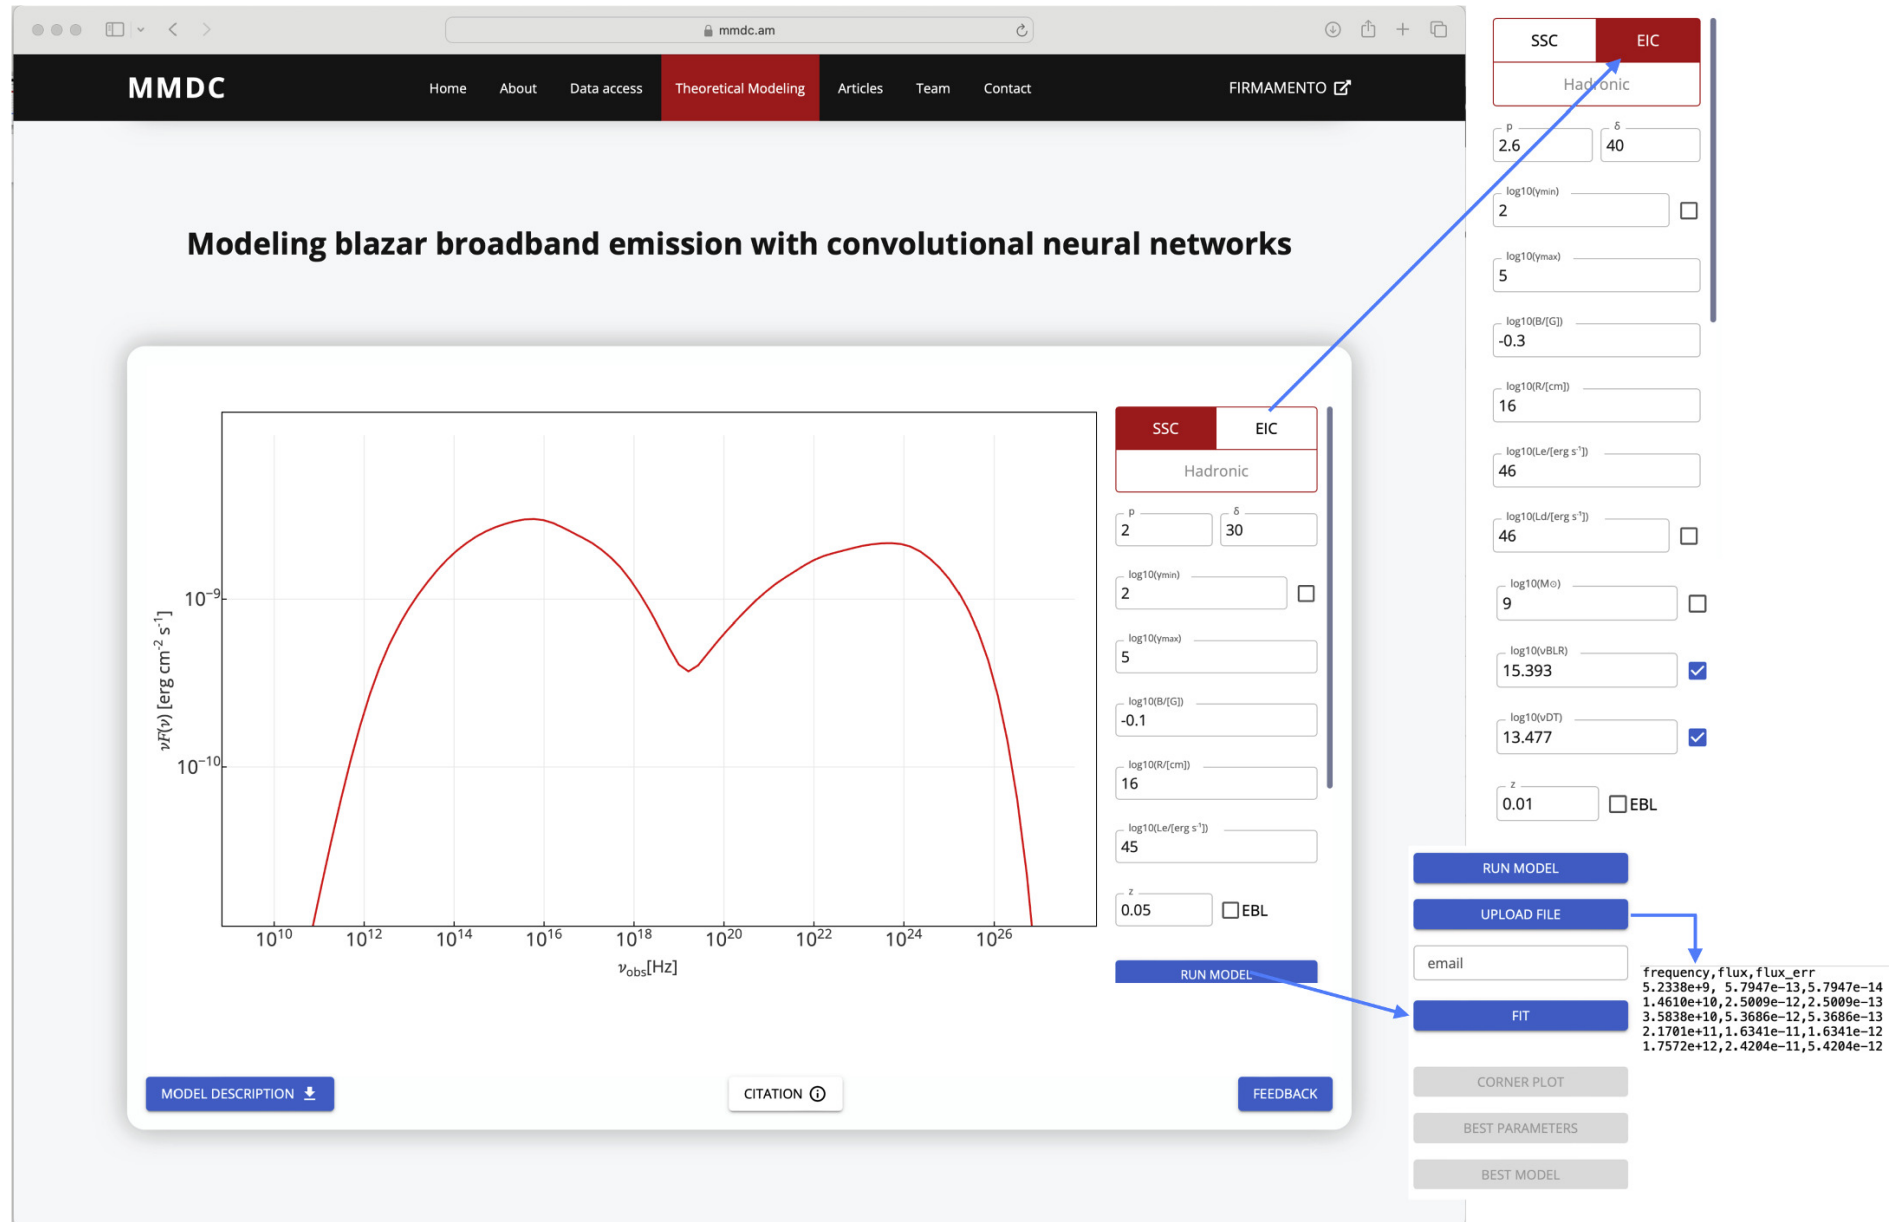 mmdc.am
MMDC
Home About Data access Theoretical Modeling Articles Team Contact
FIRMAMENTO
Modeling blazar broadband emission with convolutional neural networks
νF(ν) [erg cm⁻² s⁻¹]
10⁻⁹
10⁻¹⁰
10¹⁰ 10¹² 10¹⁴ 10¹⁶ 10¹⁸ 10²⁰ 10²² 10²⁴ 10²⁶
νobs[Hz]
SSC EIC
Hadronic
p
2
δ
30
log10(γmin)
2
log10(γmax)
5
log10(B/[G])
-0.1
log10(R/[cm])
16
log10(Le/[erg s⁻¹])
45
z
0.05
EBL
RUN MODEL
MODEL DESCRIPTION
CITATION
FEEDBACK
SSC EIC
Hadronic
p
2.6
δ
40
log10(γmin)
2
log10(γmax)
5
log10(B/[G])
-0.3
log10(R/[cm])
16
log10(Le/[erg s⁻¹])
46
log10(Ld/[erg s⁻¹])
46
log10(M⊙)
9
log10(νBLR)
15.393
log10(νDT)
13.477
z
0.01
EBL
RUN MODEL
UPLOAD FILE
email
FIT
CORNER PLOT
BEST PARAMETERS
BEST MODEL
frequency,flux,flux_err
5.2338e+9, 5.7947e-13,5.7947e-14
1.4610e+10,2.5009e-12,2.5009e-13
3.5838e+10,5.3686e-12,5.3686e-13
2.1701e+11,1.6341e-11,1.6341e-12
1.7572e+12,2.4204e-11,5.4204e-12